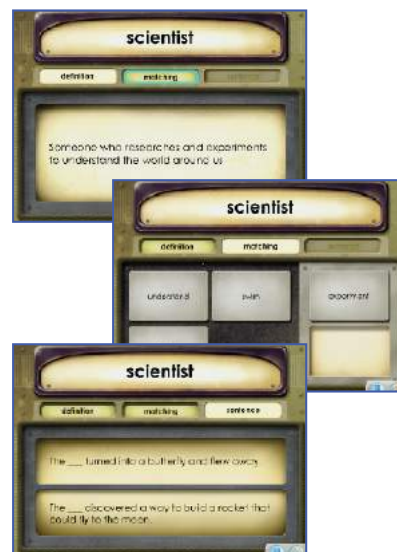 scientist
definition matching sentence
Someone who researches and experiments
to understand the world around us
scientist
definition matching sentence
understand swim experiment
scientist
definition matching sentence
The ___ turned into a butterfly and flew away.
The ___ discovered a way to build a rocket that
could fly to the moon.